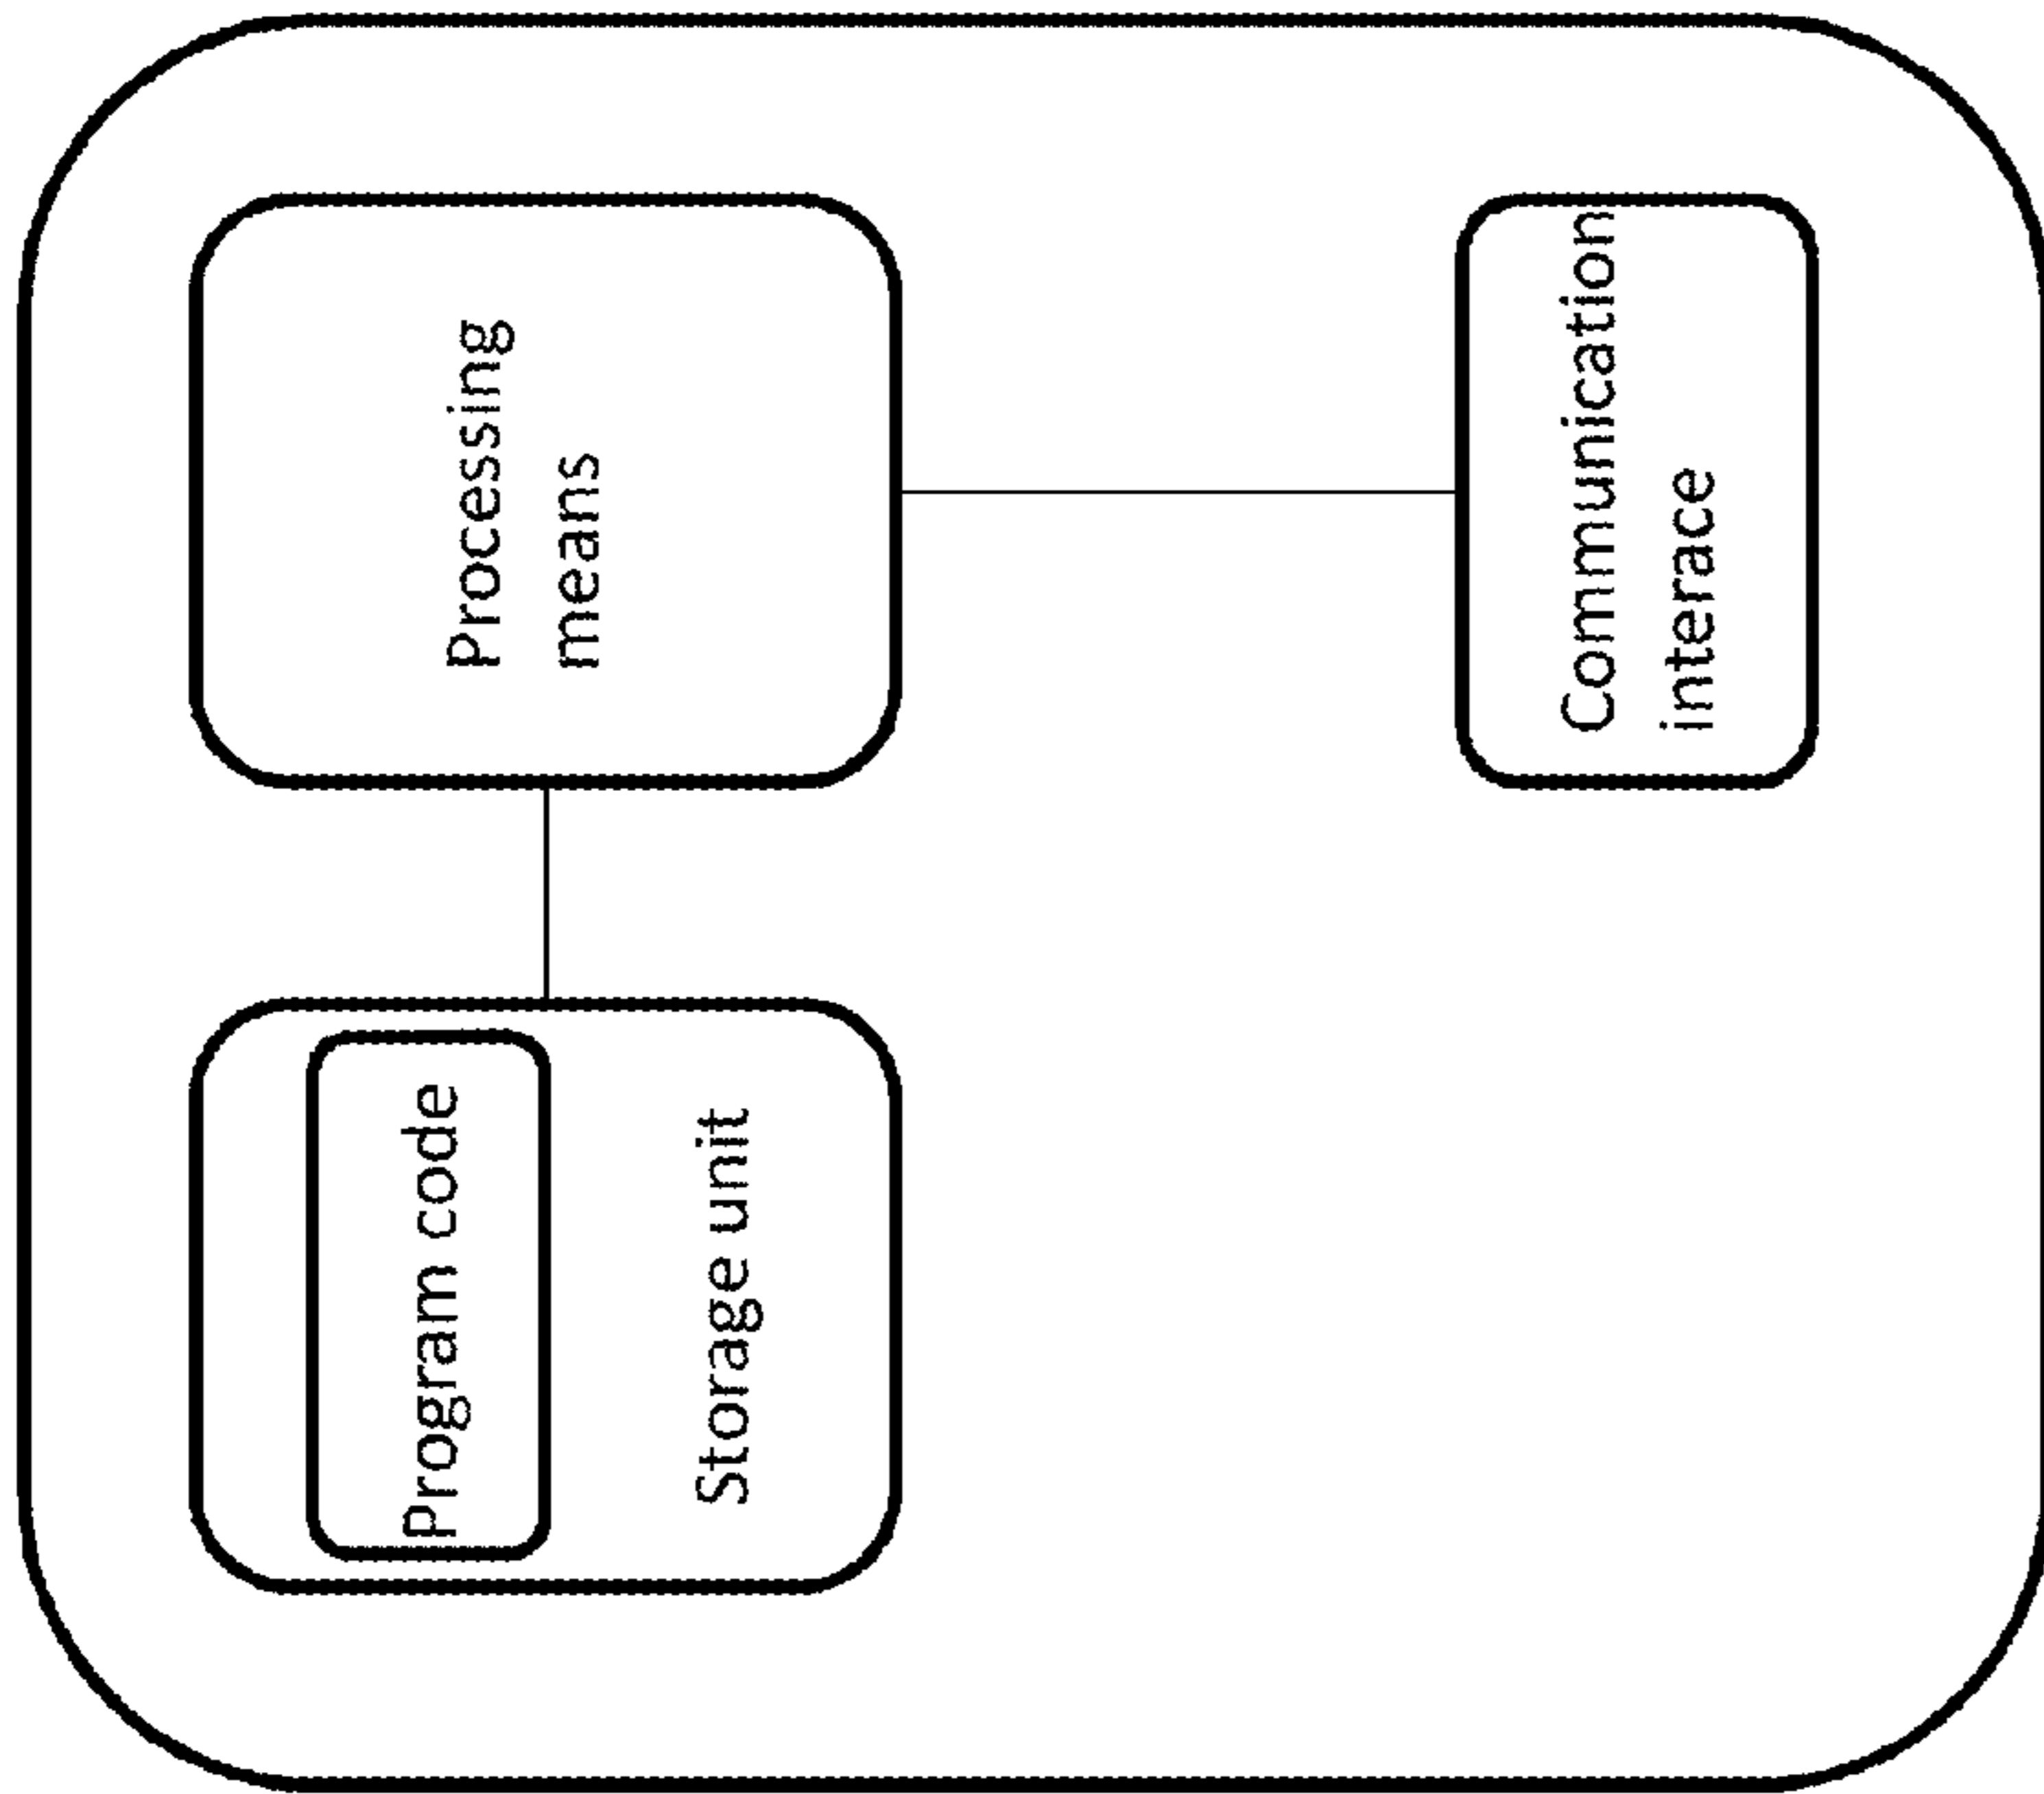 Program code
Storage unit
Processing
means
Communication
interace